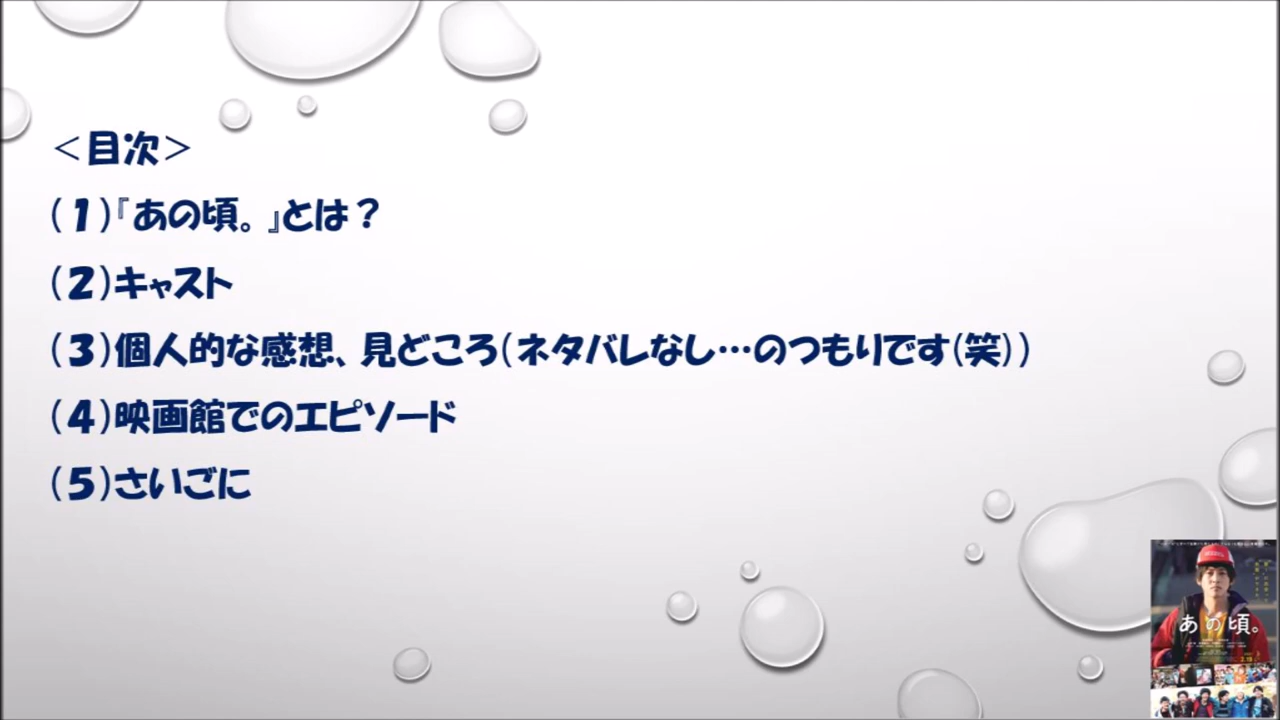 ＜目次＞
(1)『あの頃。』とは？
(2)キャスト
(3)個人的な感想、見どころ(ネタバレなし…のつもりです(笑))
(4)映画館でのエピソード
(5)さいごに
あの頃。